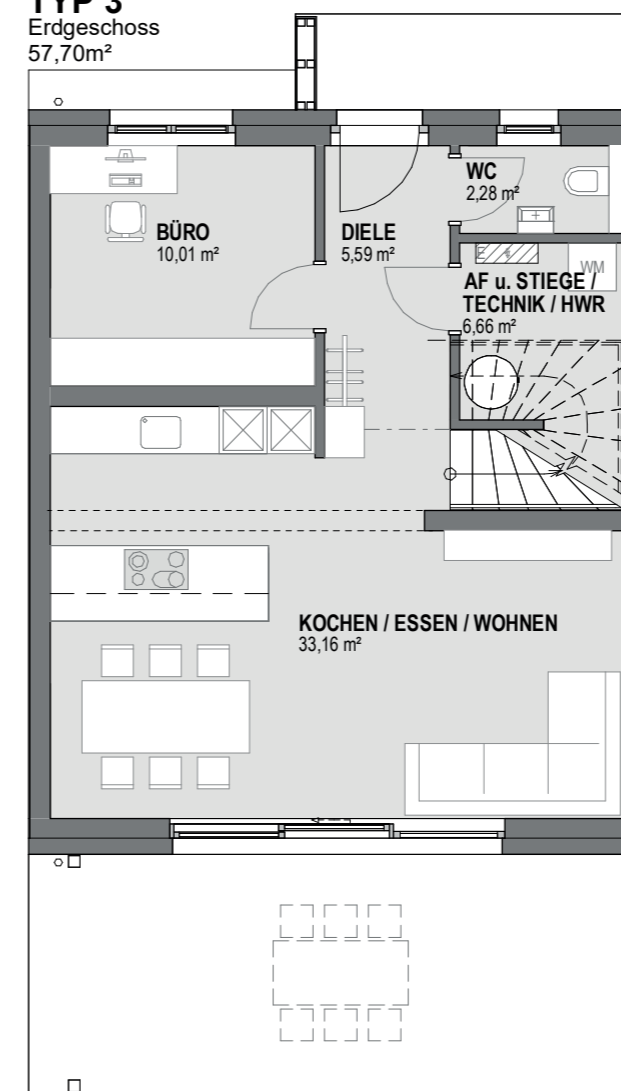 TYP 3
Erdgeschoss
57,70m²
WC
2,28 m²
BÜRO
10,01 m²
DIELE
5,59 m²
E
WM
AF u. STIEGE /
TECHNIK / HWR
6,66 m²
KOCHEN / ESSEN / WOHNEN
33,16 m²